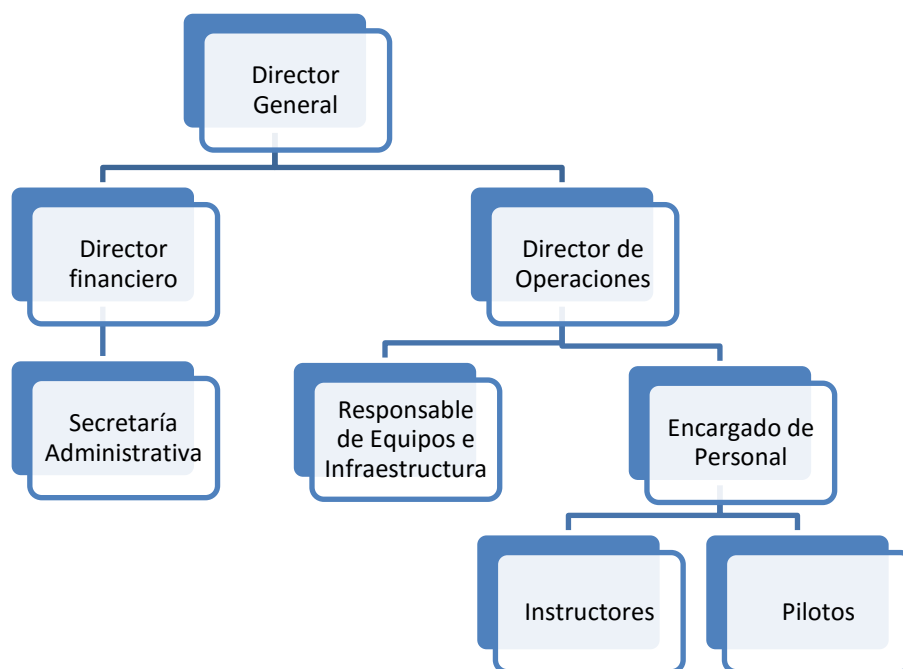 Director
General
Director
financiero
Director de
Operaciones
Secretaría
Administrativa
Responsable
de Equipos e
Infraestructura
Encargado de
Personal
Instructores
Pilotos